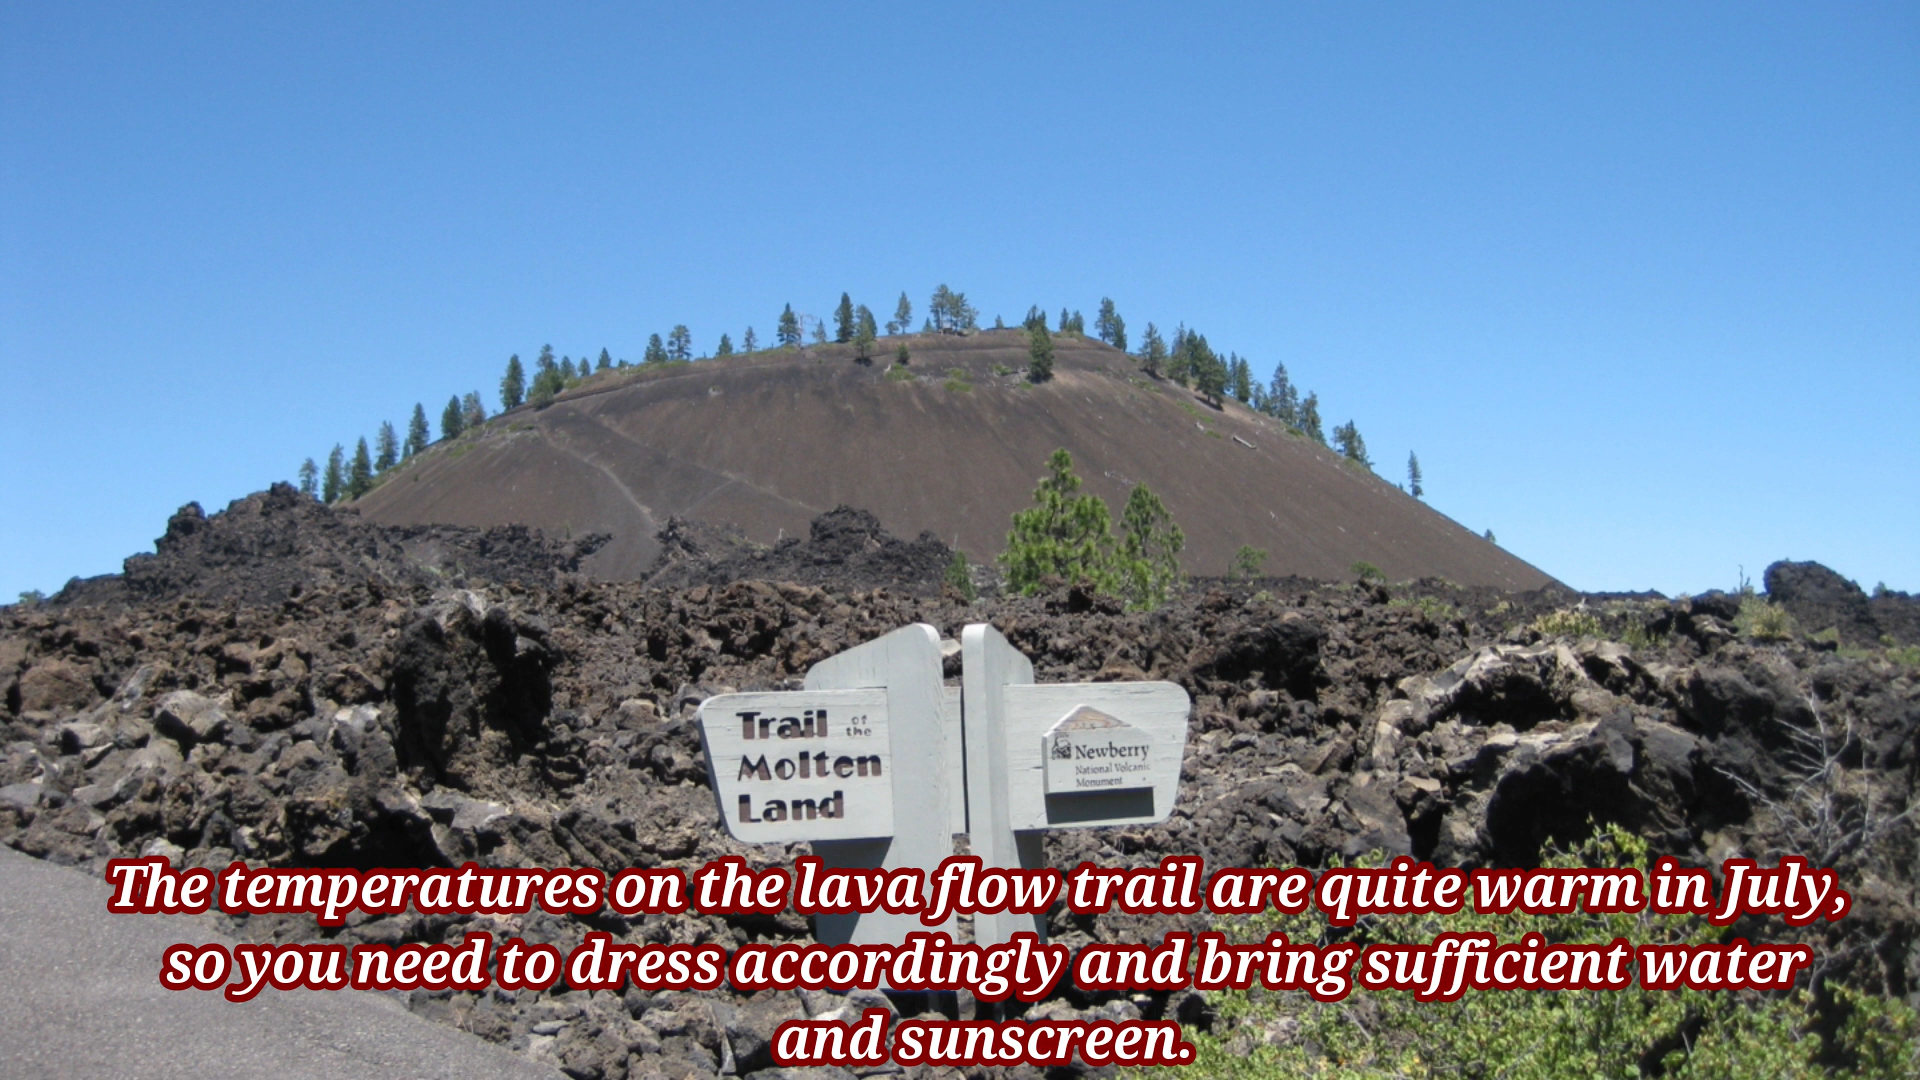 Trail of the
Molten
Land
Newberry
National Volcanic
Monument
The temperatures on the lava flow trail are quite warm in July,
so you need to dress accordingly and bring sufficient water
and sunscreen.